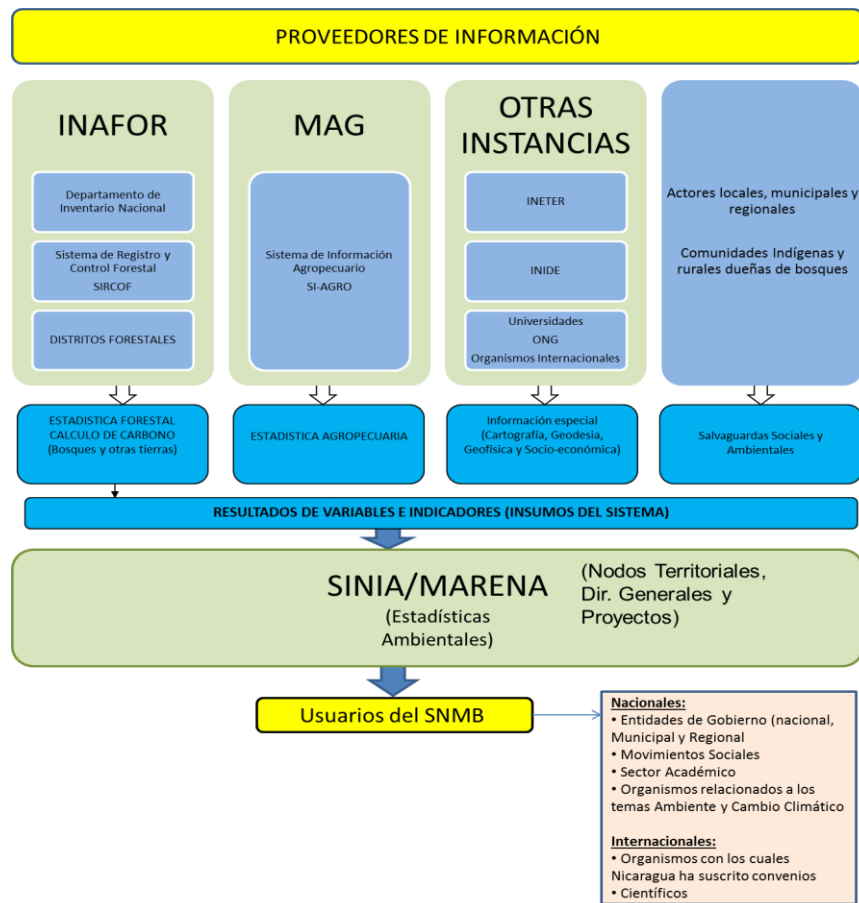 PROVEEDORES DE INFORMACIÓN
INAFOR
Departamento de
Inventario Nacional
Sistema de Registro y
Control Forestal
SIRCOF
DISTRITOS FORESTALES
MAG
Sistema de Información
Agropecuario
SI-AGRO
OTRAS
INSTANCIAS
INETER
INIDE
Universidades
ONG
Organismos Internacionales
Actores locales, municipales y
regionales
Comunidades Indígenas y
rurales dueñas de bosques
ESTADISTICA FORESTAL
CALCULO DE CARBONO
(Bosques y otras tierras)
ESTADISTICA AGROPECUARIA
Información especial
(Cartografía, Geodesia,
Geofísica y Socio-económica)
Salvaguardas Sociales y
Ambientales
RESULTADOS DE VARIABLES E INDICADORES (INSUMOS DEL SISTEMA)
SINIA/MARENA
(Estadísticas
Ambientales)
(Nodos Territoriales,
Dir. Generales y
Proyectos)
Usuarios del SNMB
Nacionales:
• Entidades de Gobierno (nacional,
Municipal y Regional
• Movimientos Sociales
• Sector Académico
• Organismos relacionados a los
temas Ambiente y Cambio Climático
Internacionales:
• Organismos con los cuales
Nicaragua ha suscrito convenios
• Científicos